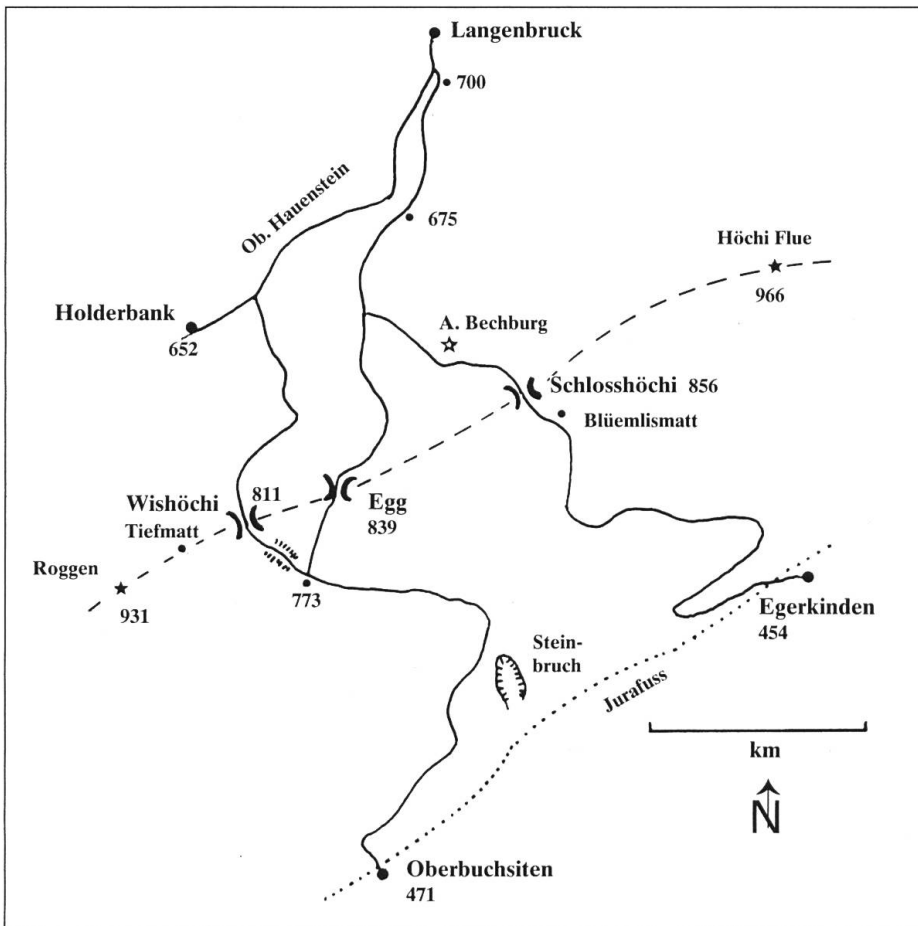 Langenbruck
700
Ob. Hauenstein
675
Höchi Flue
966
Holderbank
652
A. Bechburg
Schlosshöchi 856
Blüemlismatt
Wishöchi
811
Egg
839
Tiefmatt
Roggen
931
773
Egerkinden
454
Stein-
bruch
Jurafuss
km
N
Oberbuchsiten
471